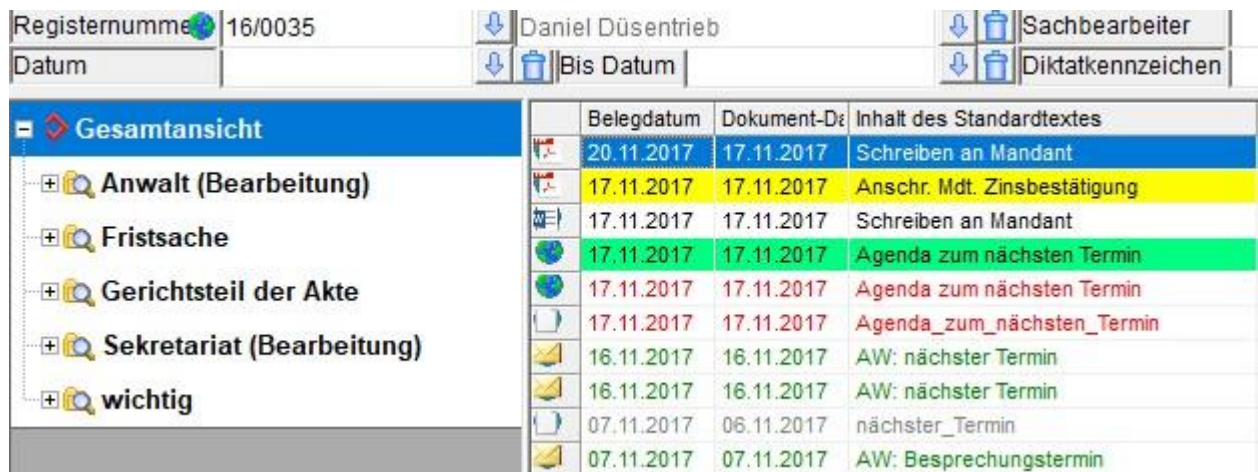 Registernumme 16/0035 Daniel Düsentrieb Sachbearbeiter
Datum Bis Datum Diktatkennzeichen
Gesamtansicht
Anwalt (Bearbeitung)
Fristsache
Gerichtsteil der Akte
Sekretariat (Bearbeitung)
wichtig
Belegdatum Dokument-Da Inhalt des Standardtextes
20.11.2017 17.11.2017 Schreiben an Mandant
17.11.2017 17.11.2017 Anschr. Mdt. Zinsbestätigung
17.11.2017 17.11.2017 Schreiben an Mandant
17.11.2017 17.11.2017 Agenda zum nächsten Termin
17.11.2017 17.11.2017 Agenda zum nächsten Termin
17.11.2017 17.11.2017 Agenda_zum_nächsten_Termin
16.11.2017 16.11.2017 AW: nächster Termin
16.11.2017 16.11.2017 AW: nächster Termin
07.11.2017 06.11.2017 nächster_Termin
07.11.2017 07.11.2017 AW: Besprechungstermin